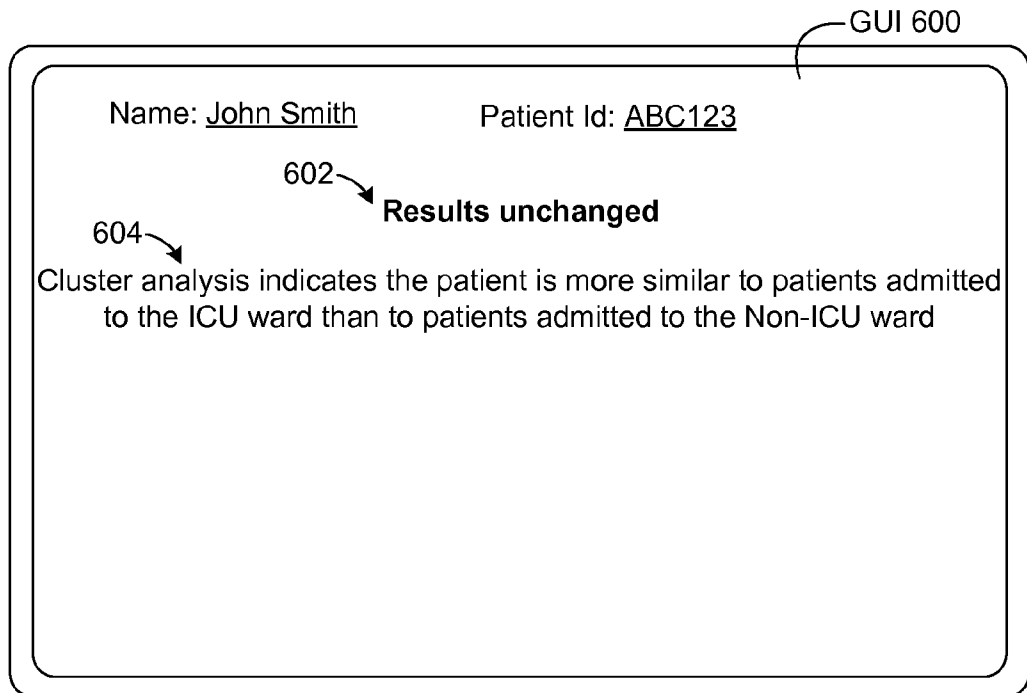 GUI 600
Name: John Smith Patient Id: ABC123
602
Results unchanged
604
Cluster analysis indicates the patient is more similar to patients admitted
to the ICU ward than to patients admitted to the Non-ICU ward